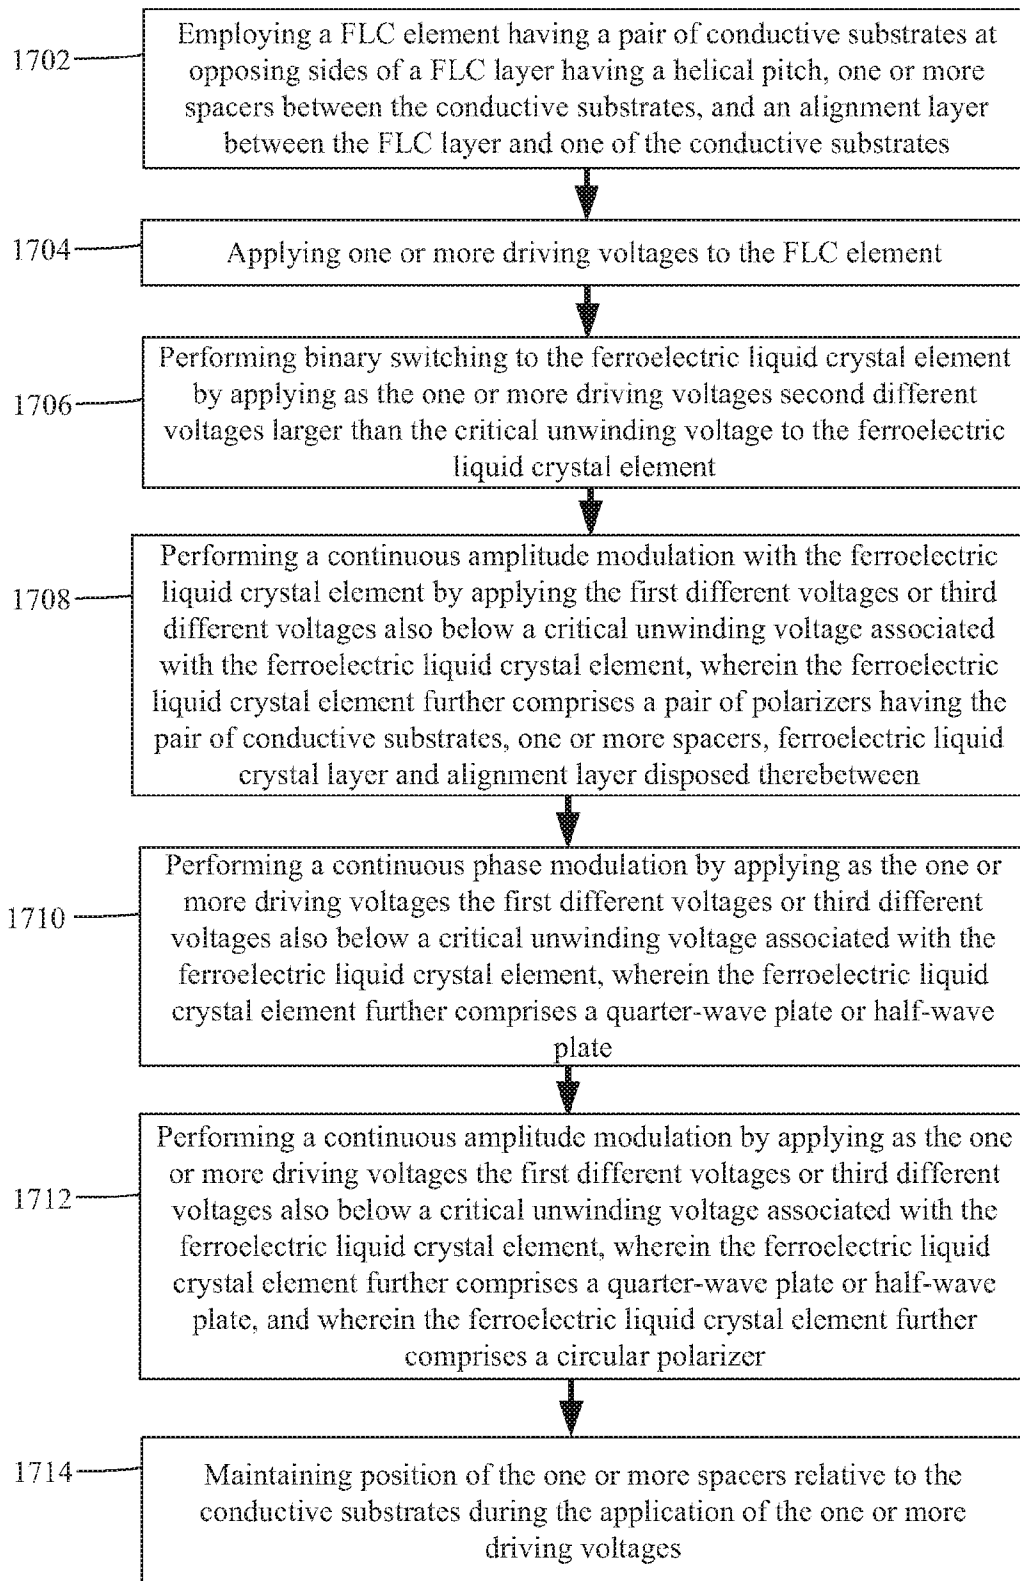 1702
Employing a FLC element having a pair of conductive substrates at
opposing sides of a FLC layer having a helical pitch, one or more
spacers between the conductive substrates, and an alignment layer
between the FLC layer and one of the conductive substrates
1704
Applying one or more driving voltages to the FLC element
1706
Performing binary switching to the ferroelectric liquid crystal element
by applying as the one or more driving voltages second different
voltages larger than the critical unwinding voltage to the ferroelectric
liquid crystal element
1708
Performing a continuous amplitude modulation with the ferroelectric
liquid crystal element by applying the first different voltages or third
different voltages also below a critical unwinding voltage associated
with the ferroelectric liquid crystal element, wherein the ferroelectric
liquid crystal element further comprises a pair of polarizers having the
pair of conductive substrates, one or more spacers, ferroelectric liquid
crystal layer and alignment layer disposed therebetween
1710
Performing a continuous phase modulation by applying as the one or
more driving voltages the first different voltages or third different
voltages also below a critical unwinding voltage associated with the
ferroelectric liquid crystal element, wherein the ferroelectric liquid
crystal element further comprises a quarter-wave plate or half-wave
plate
1712
Performing a continuous amplitude modulation by applying as the one
or more driving voltages the first different voltages or third different
voltages also below a critical unwinding voltage associated with the
ferroelectric liquid crystal element, wherein the ferroelectric liquid
crystal element further comprises a quarter-wave plate or half-wave
plate, and wherein the ferroelectric liquid crystal element further
comprises a circular polarizer
1714
Maintaining position of the one or more spacers relative to the
conductive substrates during the application of the one or more
driving voltages